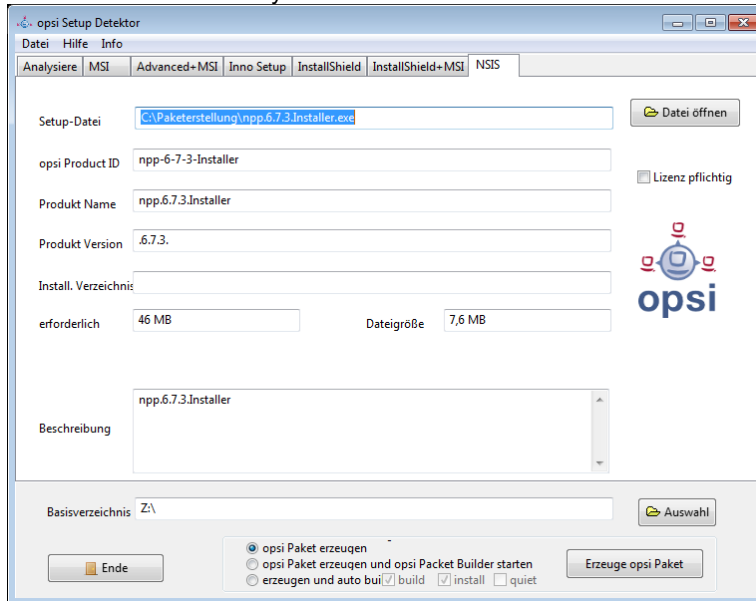 opsi Setup Detektor
Datei Hilfe Info
Analysiere MSI Advanced+MSI Inno Setup InstallShield InstallShield+MSI NSIS
Setup-Datei C:\Paketerstellung\npp.6.7.3.Installer.exe Datei öffnen
opsi Product ID npp-6-7-3-Installer
Lizenz pflichtig
Produkt Name npp.6.7.3.Installer
Produkt Version .6.7.3.
Install. Verzeichnis
opsi
erforderlich 46 MB Dateigröße 7,6 MB
npp.6.7.3.Installer
Beschreibung
Basisverzeichnis Z:\ Auswahl
opsi Paket erzeugen
opsi Paket erzeugen und opsi Packet Builder starten
erzeugen und auto bui build install quiet
Ende Erzeuge opsi Paket